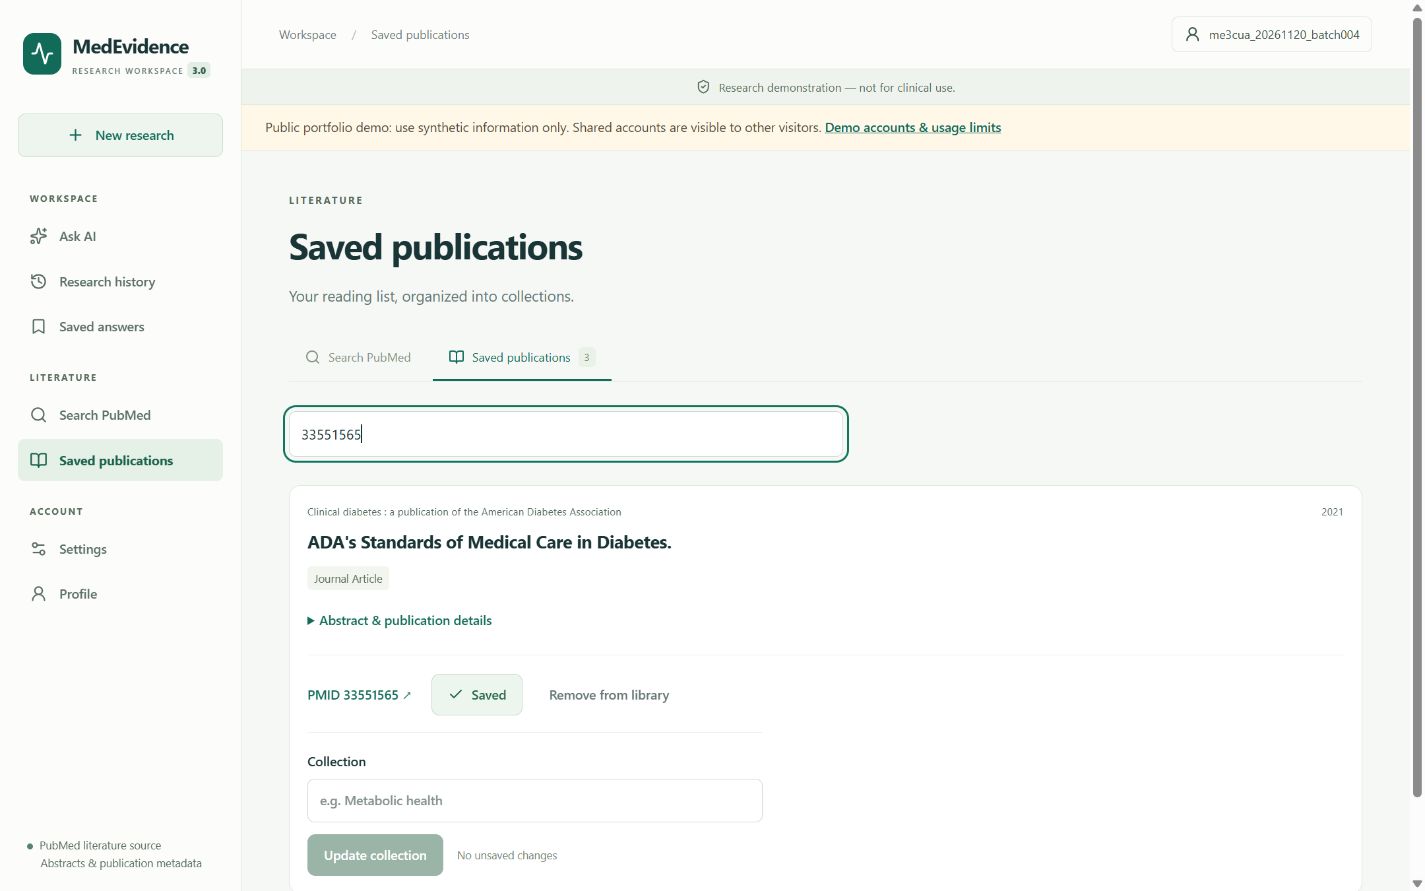 MedEvidence
RESEARCH WORKSPACE 3.0
New research
WORKSPACE
Ask AI
Research history
Saved answers
LITERATURE
Search PubMed
Saved publications
ACCOUNT
Settings
Profile
PubMed literature source
Abstracts & publication metadata
Workspace / Saved publications
me3cua_20261120_batch004
Research demonstration — not for clinical use.
Public portfolio demo: use synthetic information only. Shared accounts are visible to other visitors. Demo accounts & usage limits
LITERATURE
Saved publications
Your reading list, organized into collections.
Search PubMed Saved publications 3
33551565
Clinical diabetes : a publication of the American Diabetes Association 2021
ADA's Standards of Medical Care in Diabetes.
Journal Article
Abstract & publication details
PMID 33551565 ↗ Saved Remove from library
Collection
e.g. Metabolic health
Update collection No unsaved changes